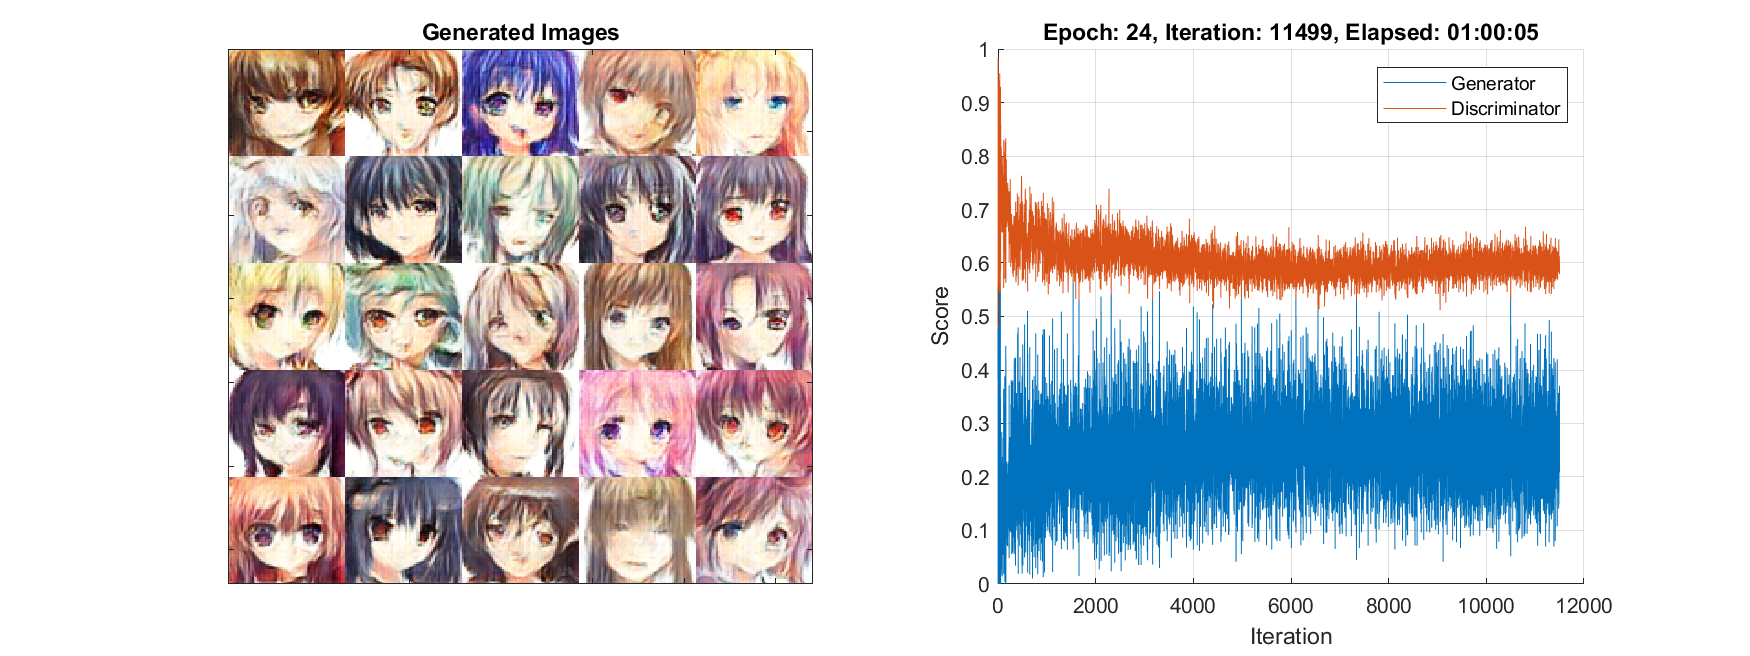 Generated Images
Epoch: 24, Iteration: 11499, Elapsed: 01:00:05
Generator
Discriminator
1
0.9
0.8
0.7
0.6
0.5
0.4
0.3
0.2
0.1
0
Score
0 2000 4000 6000 8000 10000 12000
Iteration